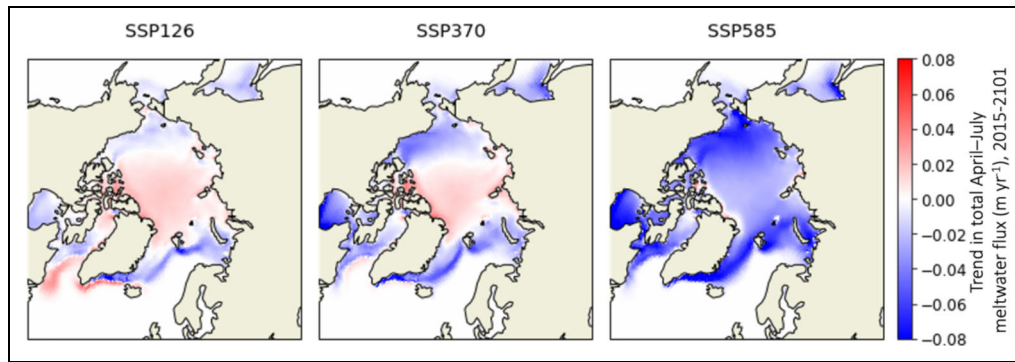 SSP126
SSP370
SSP585
0.08
0.06
0.04
0.02
0.00
−0.02
−0.04
−0.06
−0.08
Trend in total April–July
meltwater flux (m yr⁻¹), 2015-2101